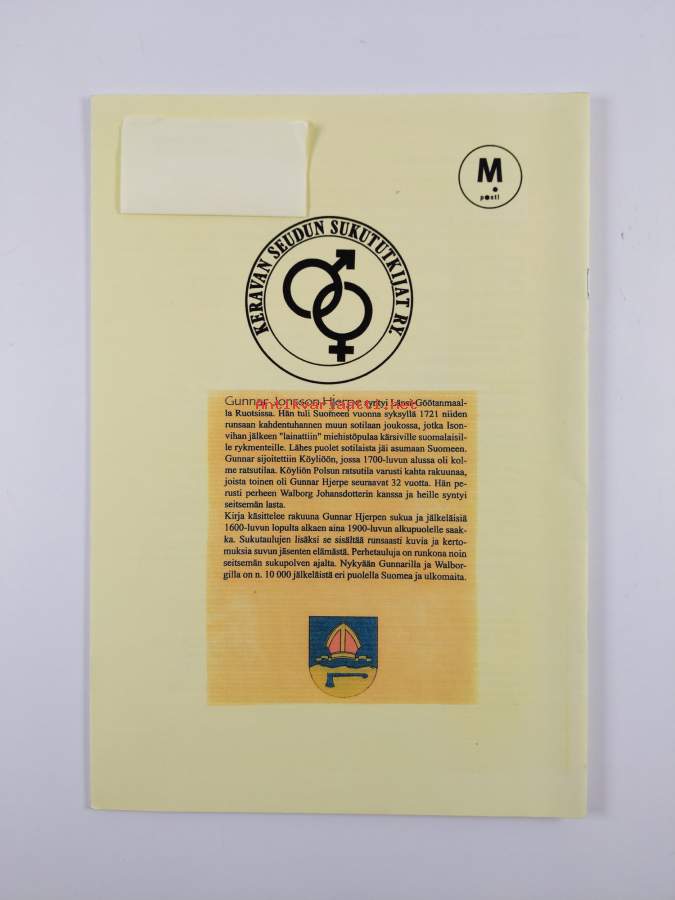 M
posti
KERAVAN SEUDUN SUKUTUTKIJAT RY.
Gunnar Jonsson Hjerpe syntyi Länsi-Göötanmaal-
la Ruotsissa. Hän tuli Suomeen vuonna syksyllä 1721 niiden
runsaan kahdentuhannen muun sotilaan joukossa, jotka Ison-
vihan jälkeen "lainattiin" miehistöpulaa kärsiville suomalaisil-
le rykmenteille. Lähes puolet sotilaista jäi asumaan Suomeen.
Gunnar sijoitettiin Köyliöön, jossa 1700-luvun alussa oli kol-
me ratsutilaa. Köyliön Polsun ratsutila varusti kahta rakuunaa,
joista toinen oli Gunnar Hjerpe seuraavat 32 vuotta. Hän pe-
rusti perheen Walborg Johansdotterin kanssa ja heille syntyi
seitsemän lasta.
Kirja käsittelee rakuuna Gunnar Hjerpen sukua ja jälkeläisiä
1600-luvun lopulta alkaen aina 1900-luvun alkupuolelle saak-
ka. Sukutaulujen lisäksi se sisältää runsaasti kuvia ja kerto-
muksia suvun jäsenten elämästä. Perhetauluja on runkona noin
seitsemän sukupolven ajalta. Nykyään Gunnarilla ja Walbor-
gilla on n. 10 000 jälkeläistä eri puolella Suomea ja ulkomaita.
Antikvariaatti.net